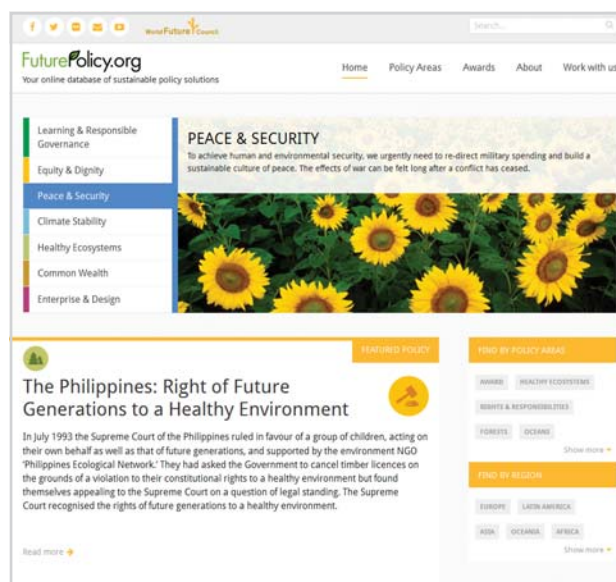 World Future Council
Search...
FuturePolicy.org
Your online database of sustainable policy solutions
Home Policy Areas Awards About Work with us
Learning & Responsible
Governance
Equity & Dignity
Peace & Security
Climate Stability
Healthy Ecosystems
Common Wealth
Enterprise & Design
PEACE & SECURITY
To achieve human and environmental security, we urgently need to re-direct military spending and build a
sustainable culture of peace. The effects of war can be felt long after a conflict has ceased.
FEATURED POLICY
The Philippines: Right of Future
Generations to a Healthy Environment
In July 1993 the Supreme Court of the Philippines ruled in favour of a group of children, acting on
their own behalf as well as that of future generations, and supported by the environment NGO
'Philippines Ecological Network.' They had asked the Government to cancel timber licences on
the grounds of a violation to their constitutional rights to a healthy environment but found
themselves appealing to the Supreme Court on a question of legal standing. The Supreme
Court recognised the rights of future generations to a healthy environment.
Read more
FIND BY POLICY AREAS
AWARD HEALTHY ECOSYSTEMS
RIGHTS & RESPONSIBILITIES
FORESTS OCEANS
Show more
FIND BY REGION
EUROPE LATIN AMERICA
ASIA OCEANIA AFRICA
Show more